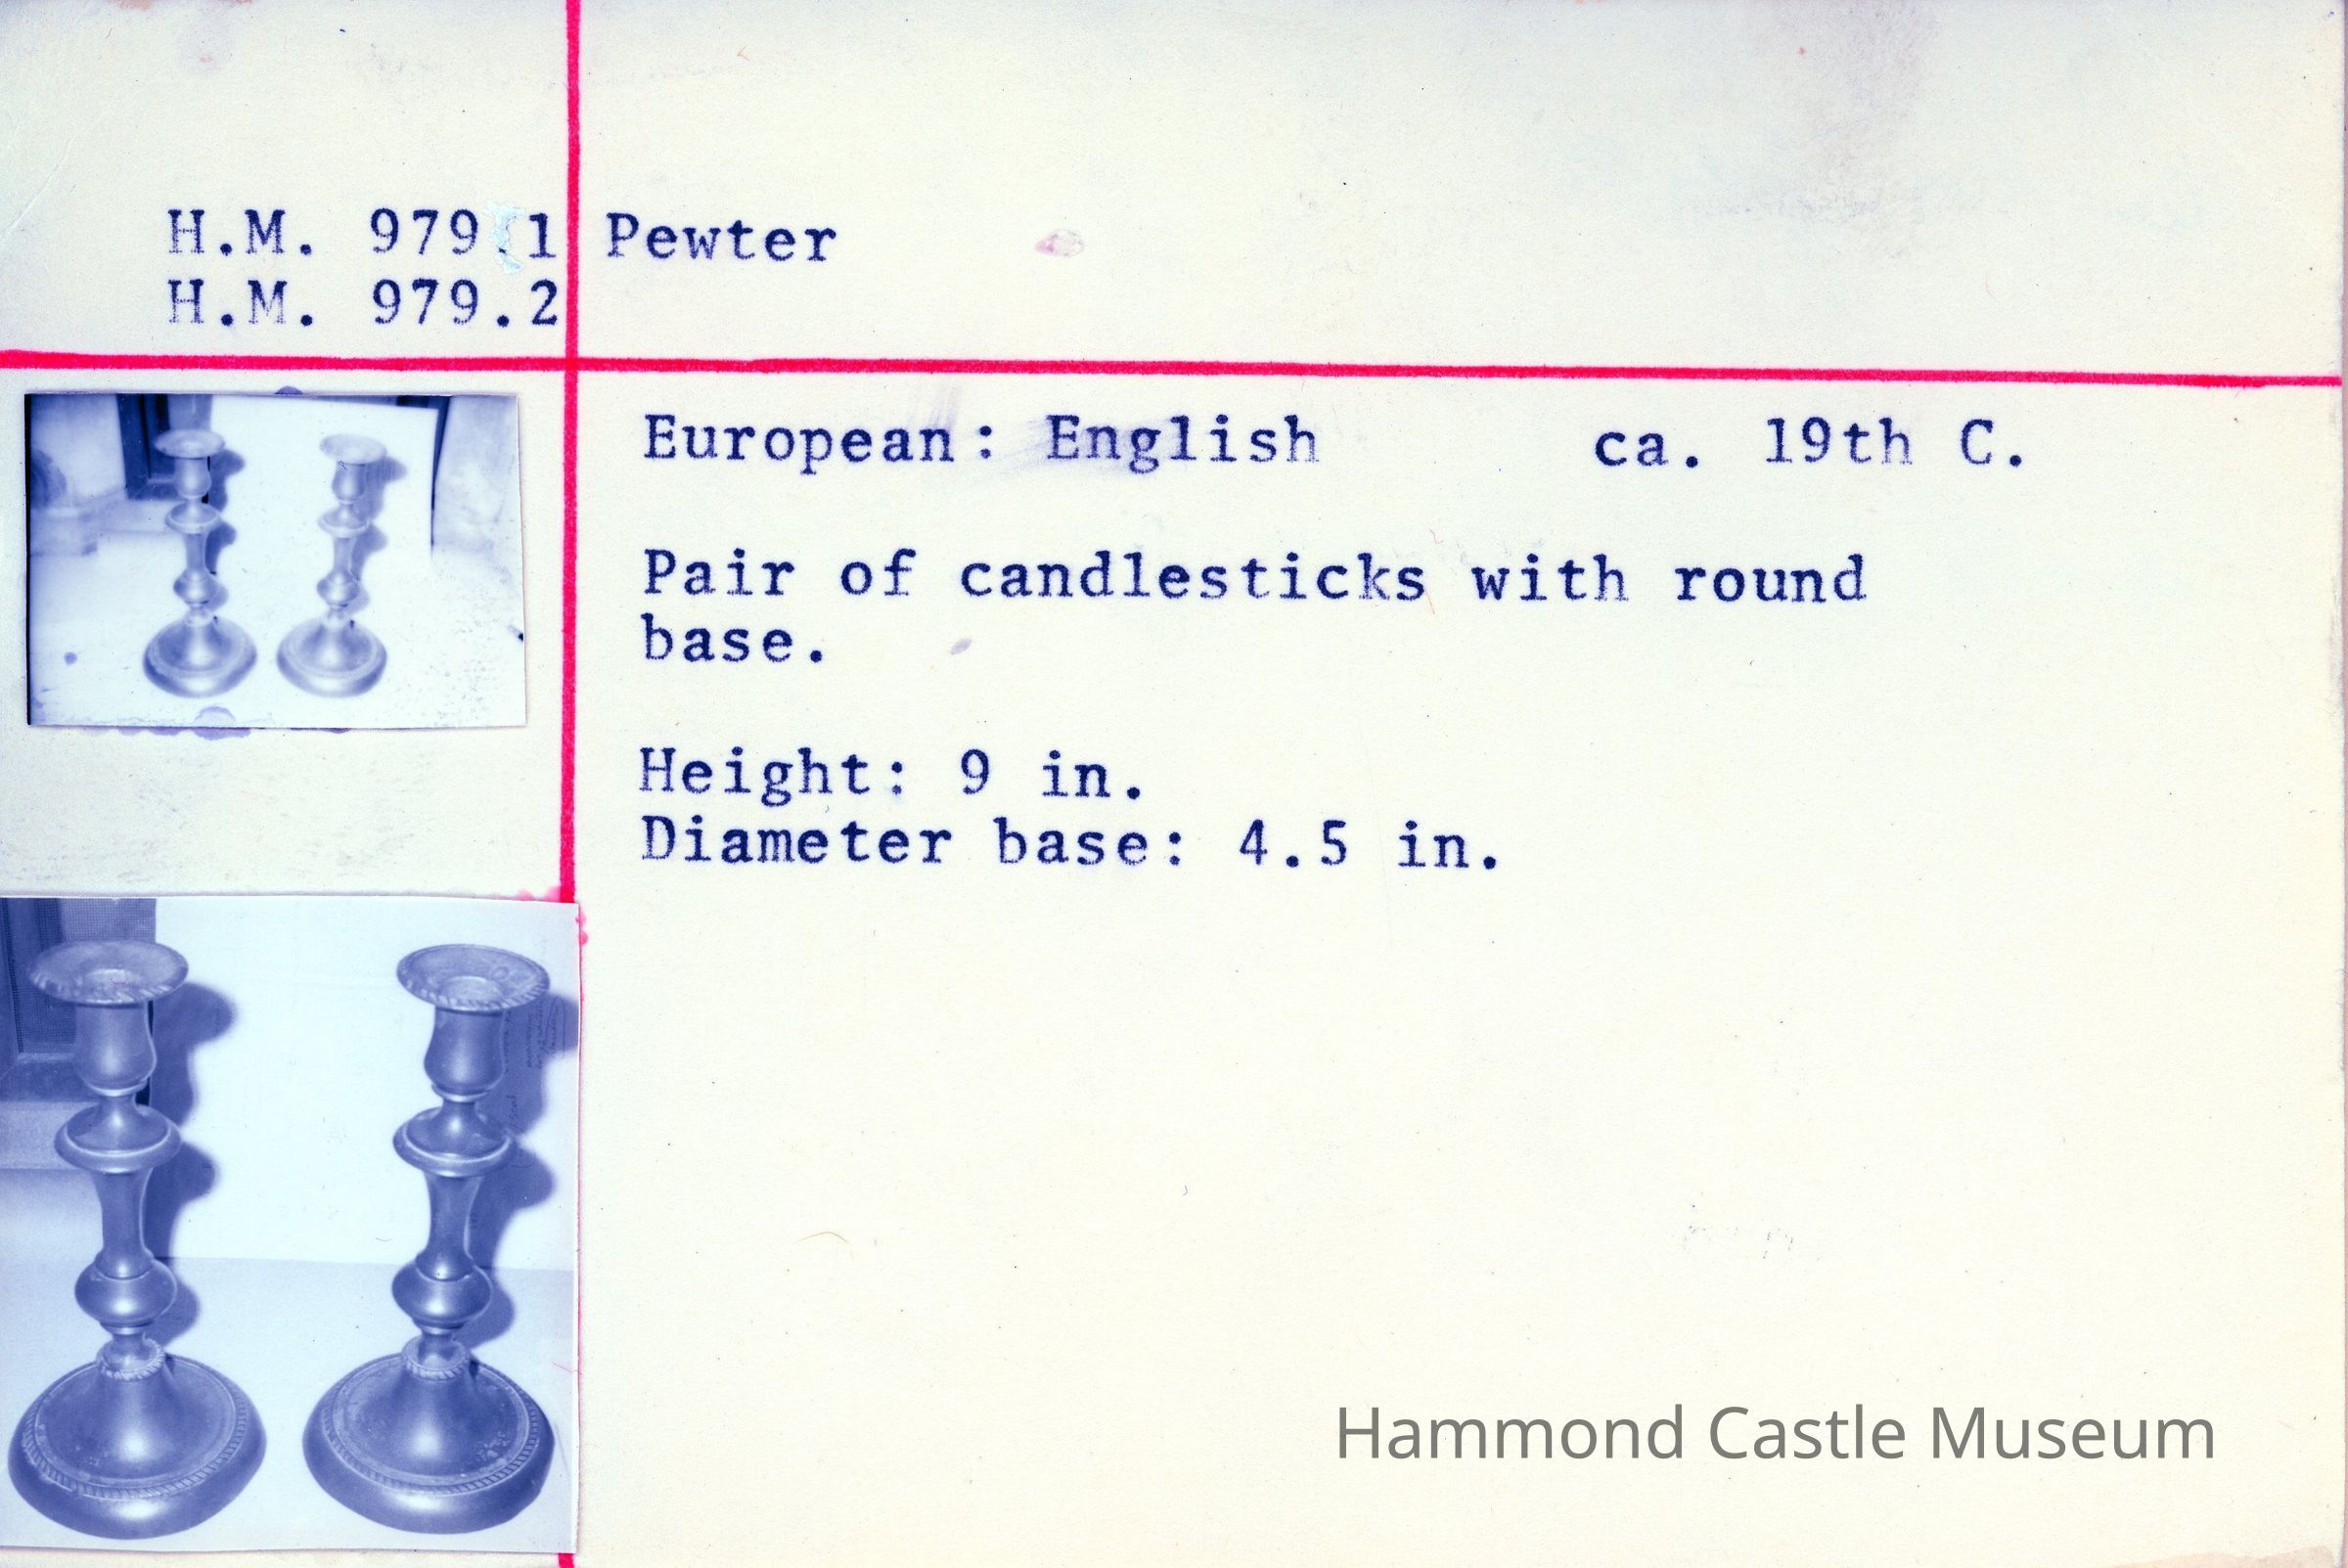 H.M. 979.1 Pewter
H.M. 979.2
European: English ca. 19th C.
Pair of candlesticks with round
base.
Height: 9 in.
Diameter base: 4.5 in.
Hammond Castle Museum